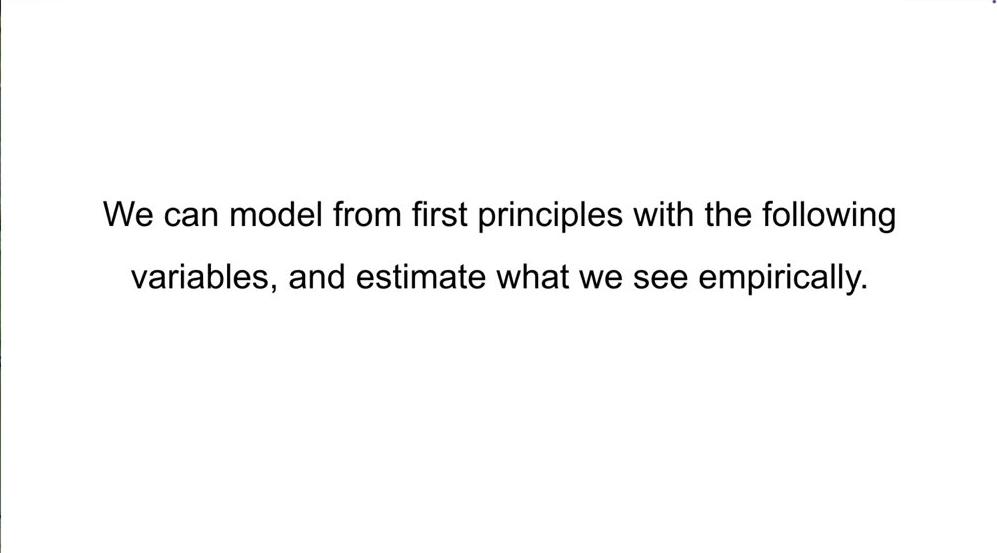 We can model from first principles with the following
variables, and estimate what we see empirically.